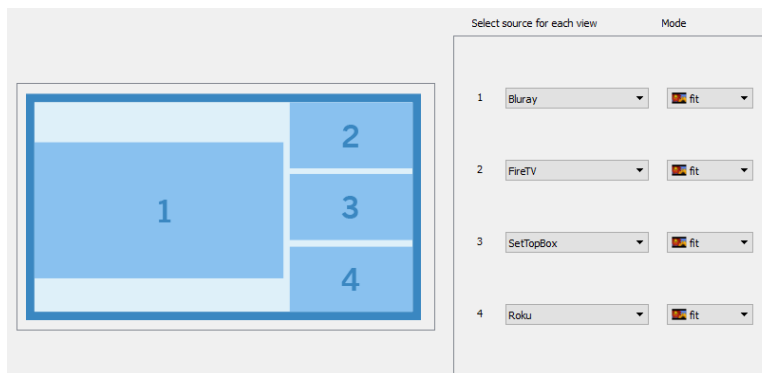 Select source for each view Mode
1 Bluray fit
2 FireTV fit
3 SetTopBox fit
4 Roku fit
1
2
3
4